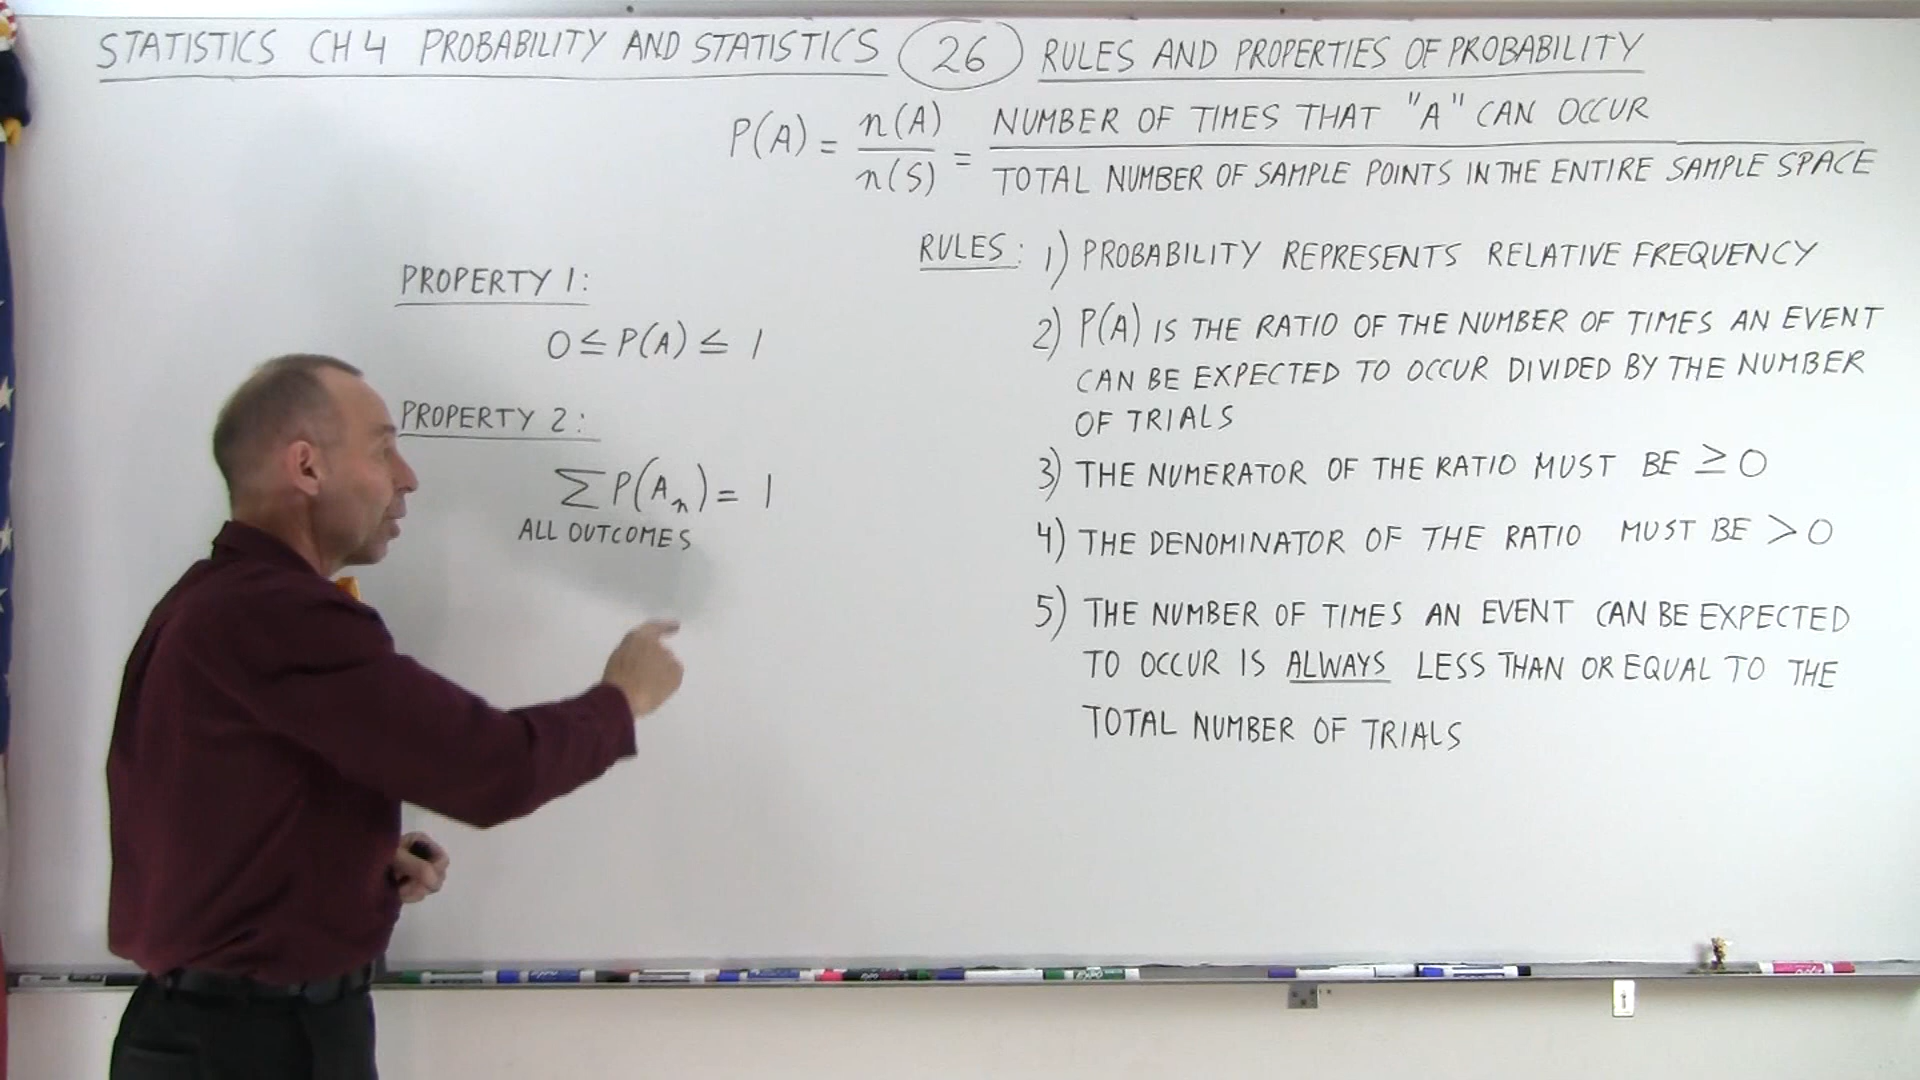 STATISTICS CH 4 PROBABILITY AND STATISTICS 26 RULES AND PROPERTIES OF PROBABILITY
P(A) = n(A)/n(S) = NUMBER OF TIMES THAT "A" CAN OCCUR
TOTAL NUMBER OF SAMPLE POINTS IN THE ENTIRE SAMPLE SPACE
PROPERTY 1:
0 ≤ P(A) ≤ 1
PROPERTY 2:
∑ P(Aₙ) = 1
ALL OUTCOMES
RULES: 1) PROBABILITY REPRESENTS RELATIVE FREQUENCY
2) P(A) IS THE RATIO OF THE NUMBER OF TIMES AN EVENT
CAN BE EXPECTED TO OCCUR DIVIDED BY THE NUMBER
OF TRIALS
3) THE NUMERATOR OF THE RATIO MUST BE ≥ 0
4) THE DENOMINATOR OF THE RATIO MUST BE > 0
5) THE NUMBER OF TIMES AN EVENT CAN BE EXPECTED
TO OCCUR IS ALWAYS LESS THAN OR EQUAL TO THE
TOTAL NUMBER OF TRIALS